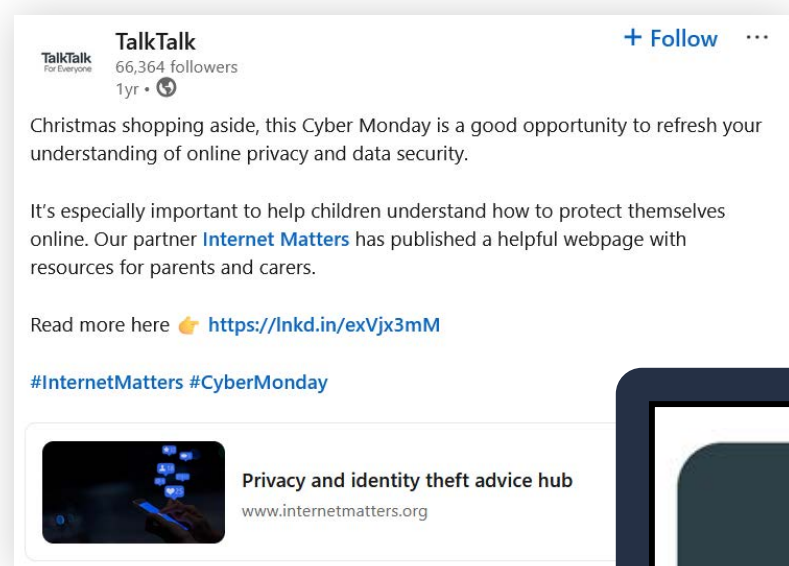 TalkTalk
For Everyone
TalkTalk
66,364 followers
1yr •
+ Follow ...
Christmas shopping aside, this Cyber Monday is a good opportunity to refresh your
understanding of online privacy and data security.
It's especially important to help children understand how to protect themselves
online. Our partner Internet Matters has published a helpful webpage with
resources for parents and carers.
Read more here 👉 https://lnkd.in/exVjx3mM
#InternetMatters #CyberMonday
Privacy and identity theft advice hub
www.internetmatters.org